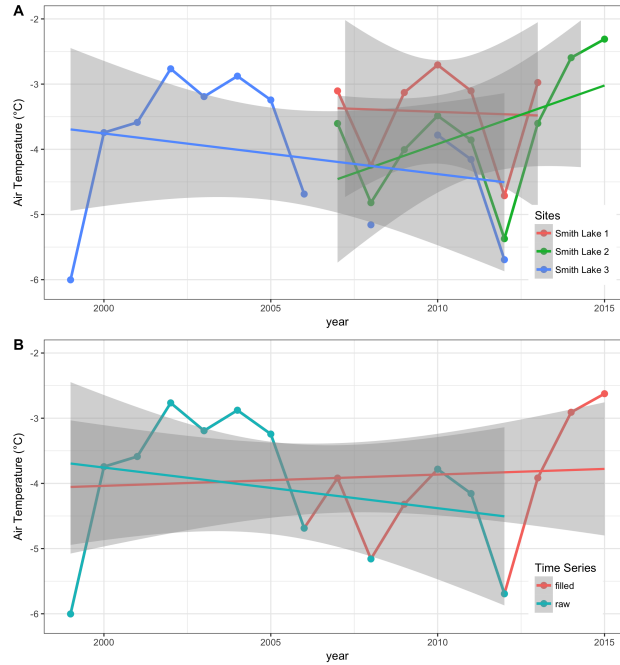 A
-2
-3
-4
-5
-6
Air Temperature (°C)
2000
2005
2010
2015
year
Sites
Smith Lake 1
Smith Lake 2
Smith Lake 3
B
-2
-3
-4
-5
-6
Air Temperature (°C)
2000
2005
2010
2015
year
Time Series
filled
raw